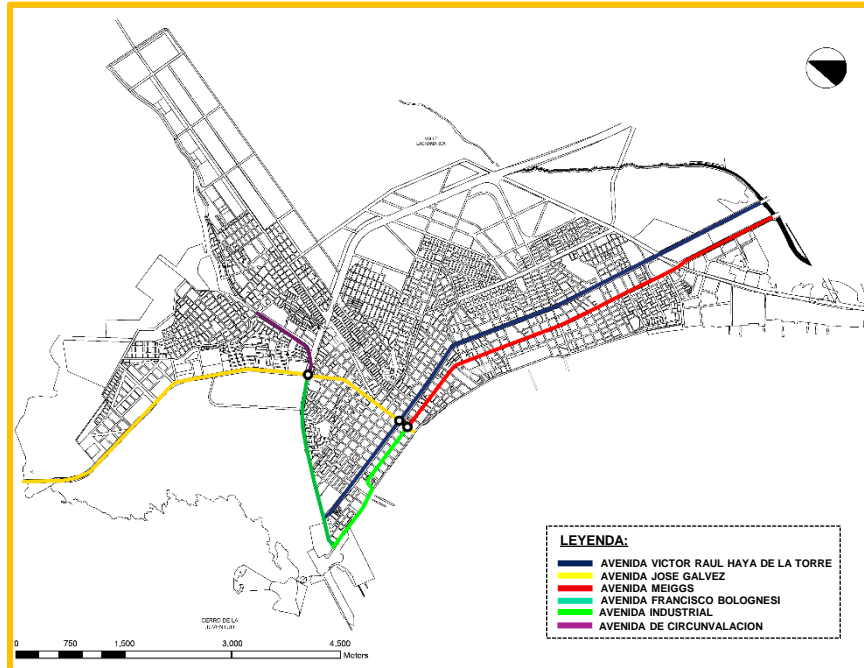 CERRO DE LA
JUVENTUD
LEYENDA:
AVENIDA VICTOR RAUL HAYA DE LA TORRE
AVENIDA JOSE GALVEZ
AVENIDA MEIGGS
AVENIDA FRANCISCO BOLOGNESI
AVENIDA INDUSTRIAL
AVENIDA DE CIRCUNVALACION
0 750 1,500 3,000 4,500
Meters